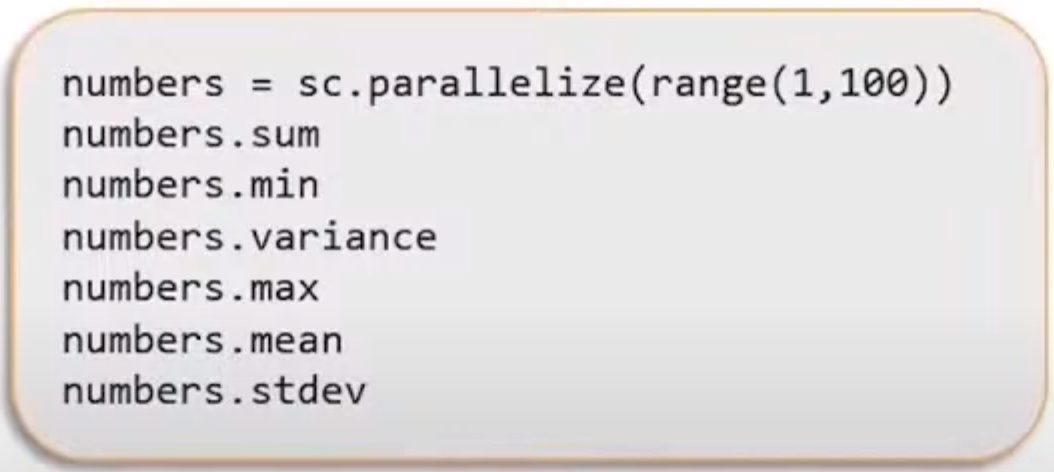 numbers = sc.parallelize(range(1,100))
numbers.sum
numbers.min
numbers.variance
numbers.max
numbers.mean
numbers.stdev